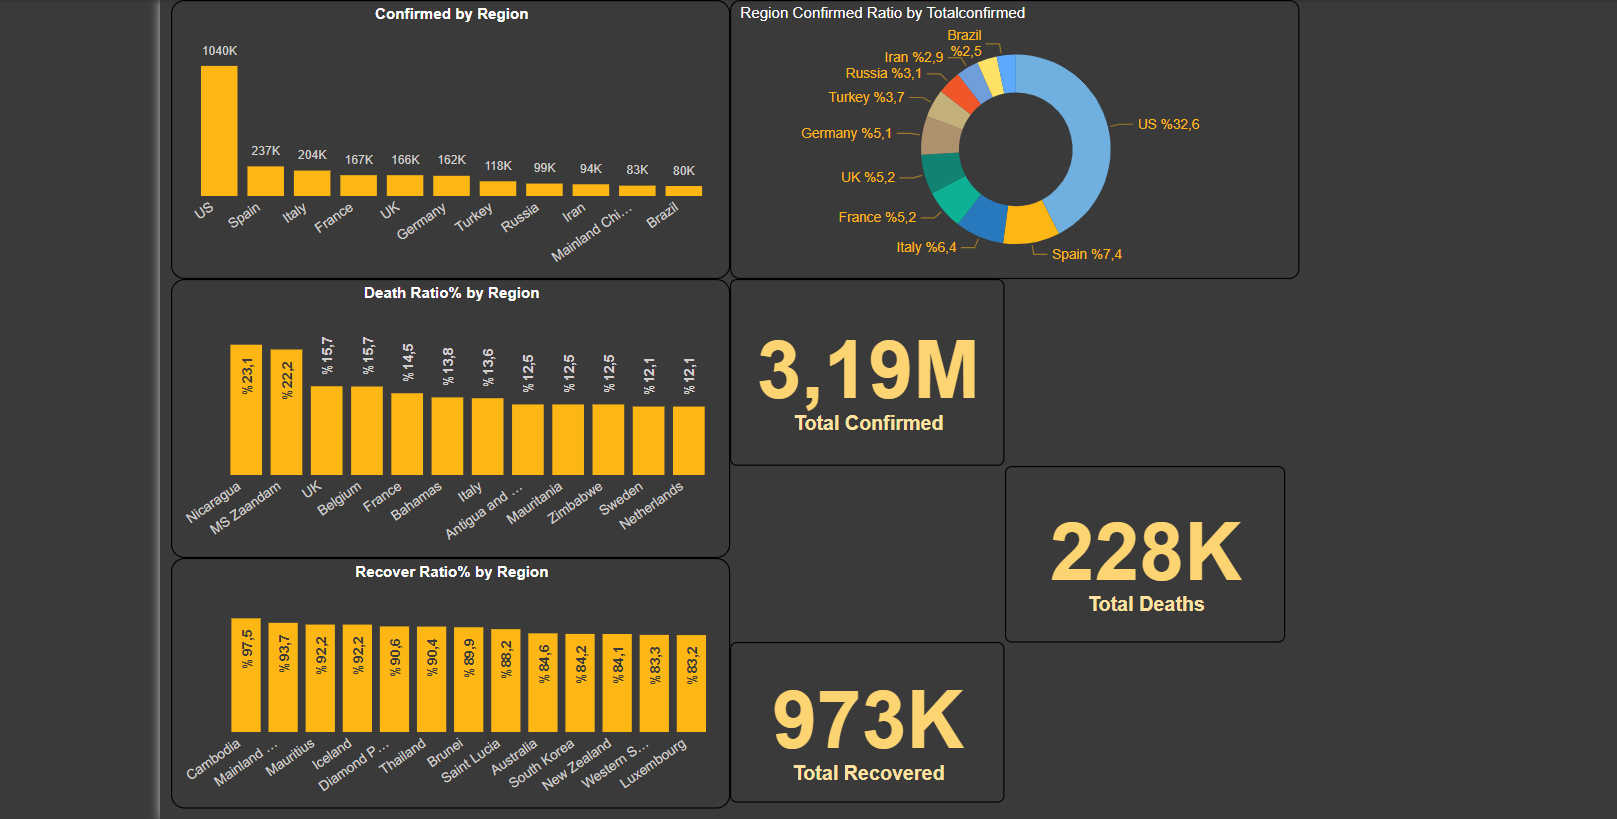 Confirmed by Region
1040K
237K
204K
167K
166K
162K
118K
99K
94K
83K
80K
US
Spain
Italy
France
UK
Germany
Turkey
Russia
Iran
Mainland Chi...
Brazil
Region Confirmed Ratio by Totalconfirmed
Brazil
%2,5
Iran %2,9
Russia %3,1
Turkey %3,7
Germany %5,1
UK %5,2
France %5,2
Italy %6,4
Spain %7,4
US %32,6
Death Ratio% by Region
%23,1
%22,2
%15,7
%15,7
%14,5
%13,8
%13,6
%12,5
%12,5
%12,5
%12,1
%12,1
Nicaragua
MS Zaandam
UK
Belgium
France
Bahamas
Italy
Antigua and ...
Mauritania
Zimbabwe
Sweden
Netherlands
3,19M
Total Confirmed
228K
Total Deaths
Recover Ratio% by Region
%97,5
%93,7
%92,2
%92,2
%90,6
%90,4
%89,9
%88,2
%84,6
%84,2
%84,1
%83,3
%83,2
Cambodia
Mainland ...
Mauritius
Iceland
Diamond P...
Thailand
Brunei
Saint Lucia
Australia
South Korea
New Zealand
Western S...
Luxembourg
973K
Total Recovered